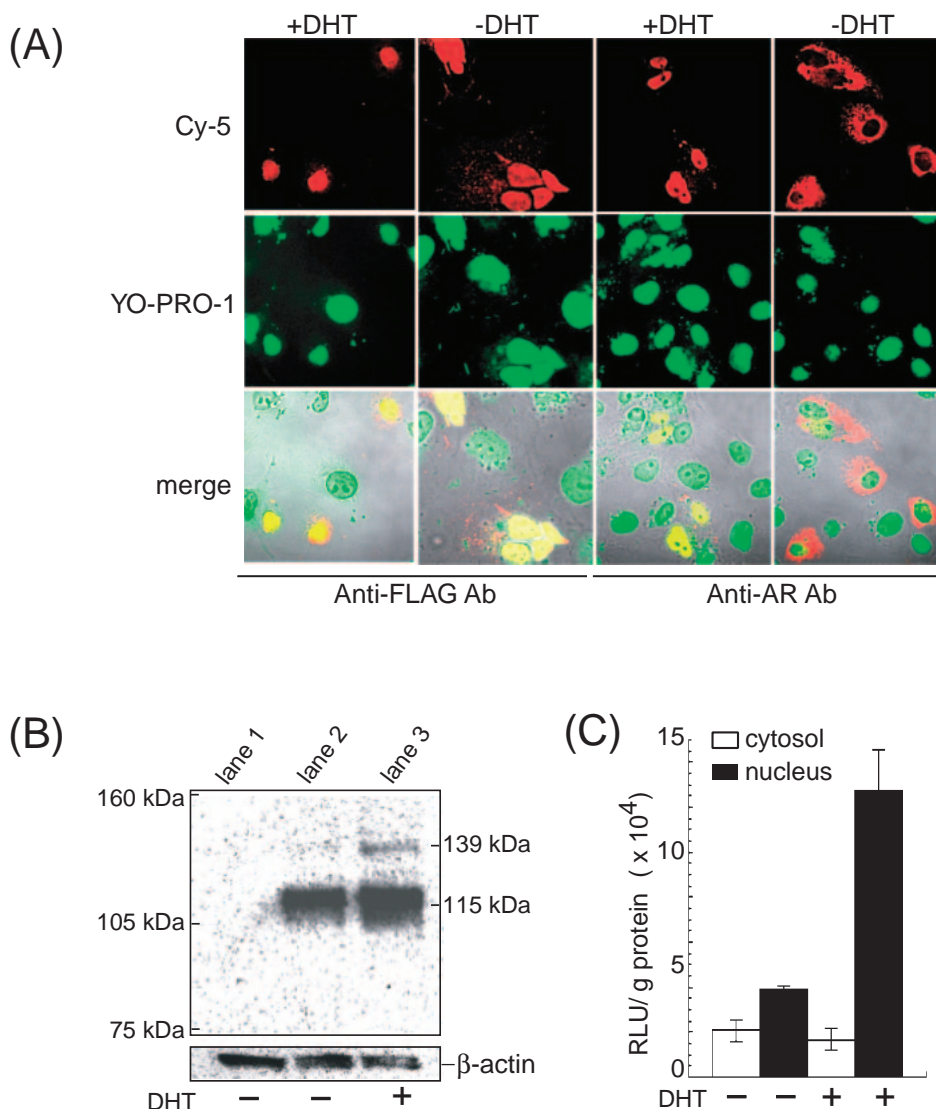 (A)
+DHT -DHT +DHT -DHT
Cy-5
YO-PRO-1
merge
Anti-FLAG Ab Anti-AR Ab
(B)
lane 1 lane 2 lane 3
160 kDa
139 kDa
115 kDa
105 kDa
75 kDa
β-actin
DHT − − +
(C)
cytosol
nucleus
RLU/ g protein ( x 10⁴)
15
10
5
0
DHT − − + +